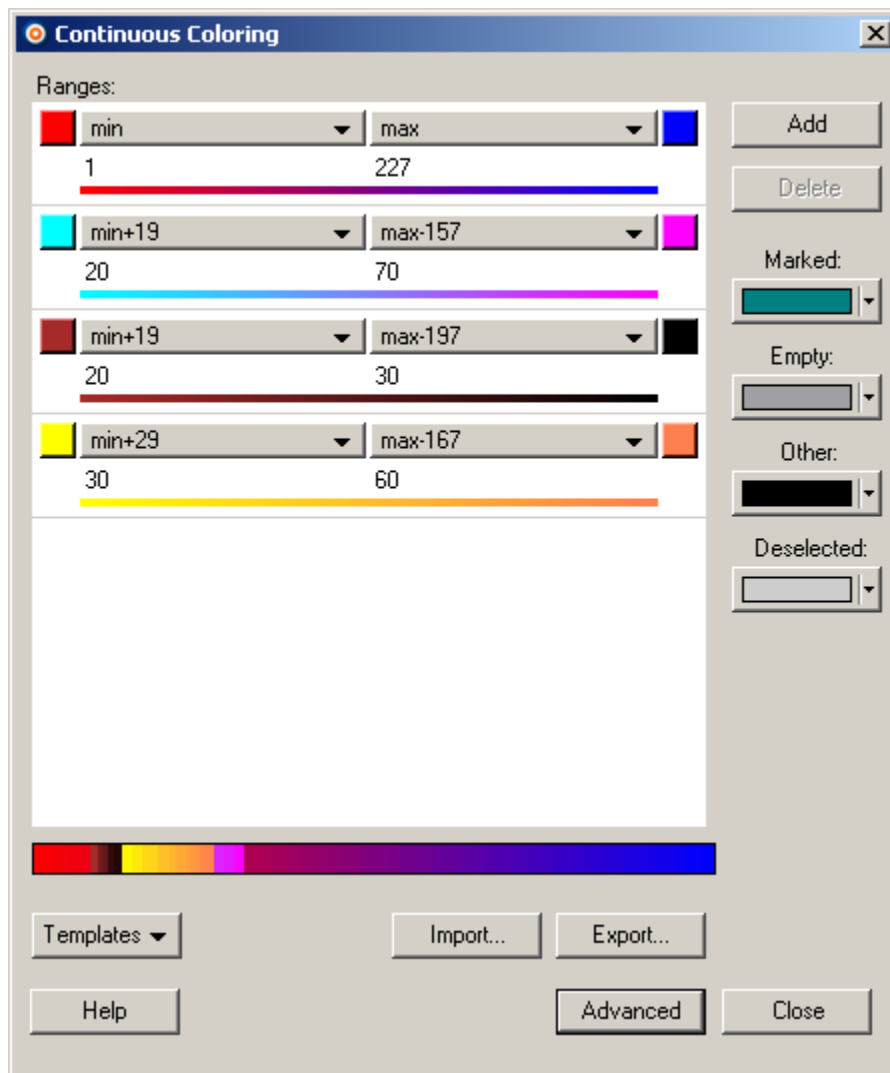 Continuous Coloring
Ranges:
min max
1 227
min+19 max-157
20 70
min+19 max-197
20 30
min+29 max-167
30 60
Add
Delete
Marked:
Empty:
Other:
Deselected:
Templates Import... Export...
Help Advanced Close